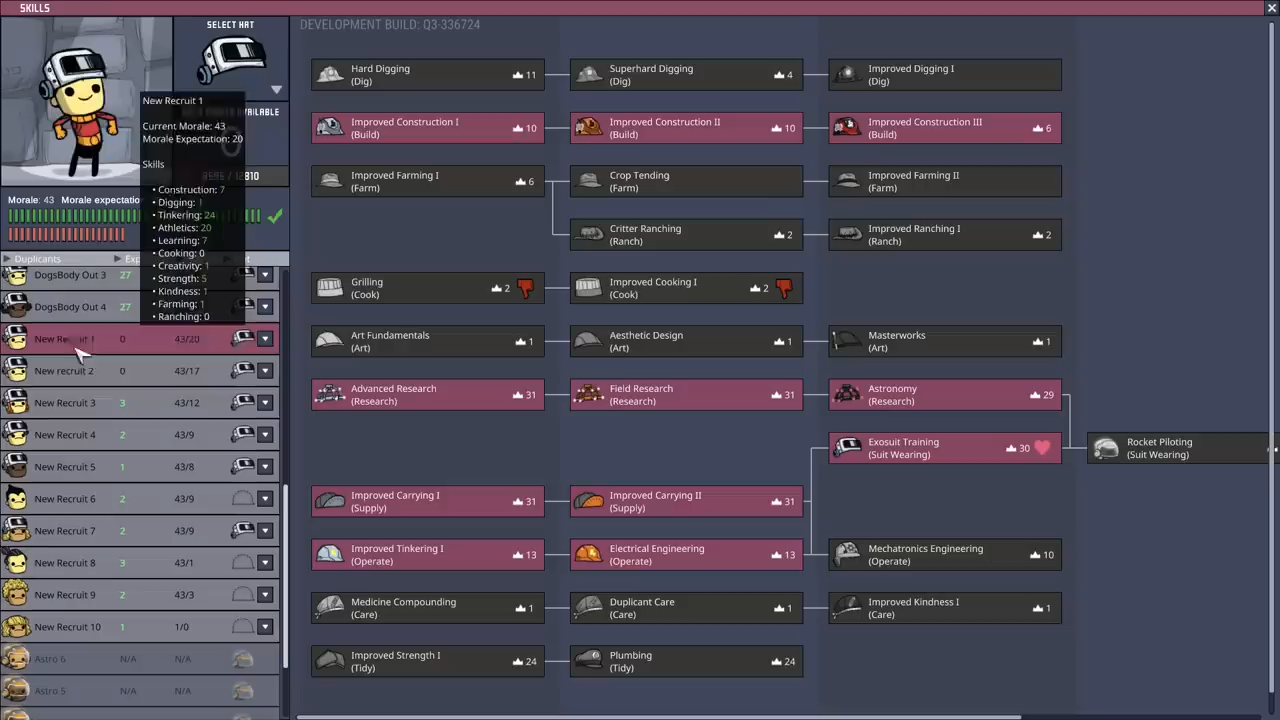 SKILLS
DEVELOPMENT BUILD: Q3-336724
SELECT HAT
AVAILABLE
/ 12810
New Recruit 1
Current Morale: 43
Morale Expectation: 20
Skills
• Construction: 7
• Digging: 1
• Tinkering: 24
• Athletics: 20
• Learning: 7
• Cooking: 0
• Creativity: 1
• Strength: 5
• Kindness: 1
• Farming: 1
• Ranching: 0
Morale: 43 Morale expectatio
Duplicants
DogsBody Out 3 27
DogsBody Out 4 27
New Recruit 1 0 43/20
New recruit 2 0 43/17
New Recruit 3 3 43/12
New Recruit 4 2 43/9
New Recruit 5 1 43/8
New Recruit 6 2 43/9
New Recruit 7 2 43/9
New Recruit 8 3 43/1
New Recruit 9 2 43/3
New Recruit 10 1 1/0
Astro 6 N/A N/A
Astro 5 N/A N/A
Hard Digging
(Dig)
11
Superhard Digging
(Dig)
4
Improved Digging I
(Dig)
Improved Construction I
(Build)
10
Improved Construction II
(Build)
10
Improved Construction III
(Build)
6
Improved Farming I
(Farm)
6
Crop Tending
(Farm)
Improved Farming II
(Farm)
Critter Ranching
(Ranch)
2
Improved Ranching I
(Ranch)
2
Grilling
(Cook)
2
Improved Cooking I
(Cook)
2
Art Fundamentals
(Art)
1
Aesthetic Design
(Art)
1
Masterworks
(Art)
1
Advanced Research
(Research)
31
Field Research
(Research)
31
Astronomy
(Research)
29
Exosuit Training
(Suit Wearing)
30
Rocket Piloting
(Suit Wearing)
Improved Carrying I
(Supply)
31
Improved Carrying II
(Supply)
31
Improved Tinkering I
(Operate)
13
Electrical Engineering
(Operate)
13
Mechatronics Engineering
(Operate)
10
Medicine Compounding
(Care)
1
Duplicant Care
(Care)
1
Improved Kindness I
(Care)
1
Improved Strength I
(Tidy)
24
Plumbing
(Tidy)
24